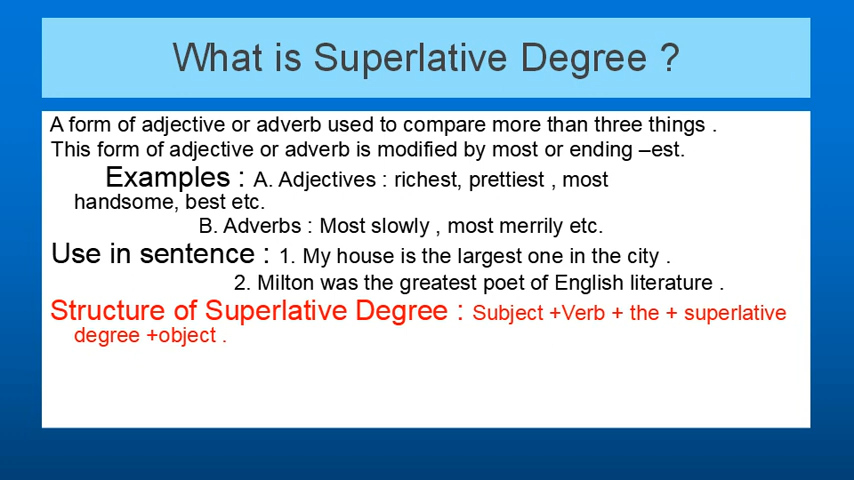 What is Superlative Degree ?
A form of adjective or adverb used to compare more than three things .
This form of adjective or adverb is modified by most or ending –est.
Examples : A. Adjectives : richest, prettiest , most
handsome, best etc.
B. Adverbs : Most slowly , most merrily etc.
Use in sentence : 1. My house is the largest one in the city .
2. Milton was the greatest poet of English literature .
Structure of Superlative Degree : Subject +Verb + the + superlative
degree +object .